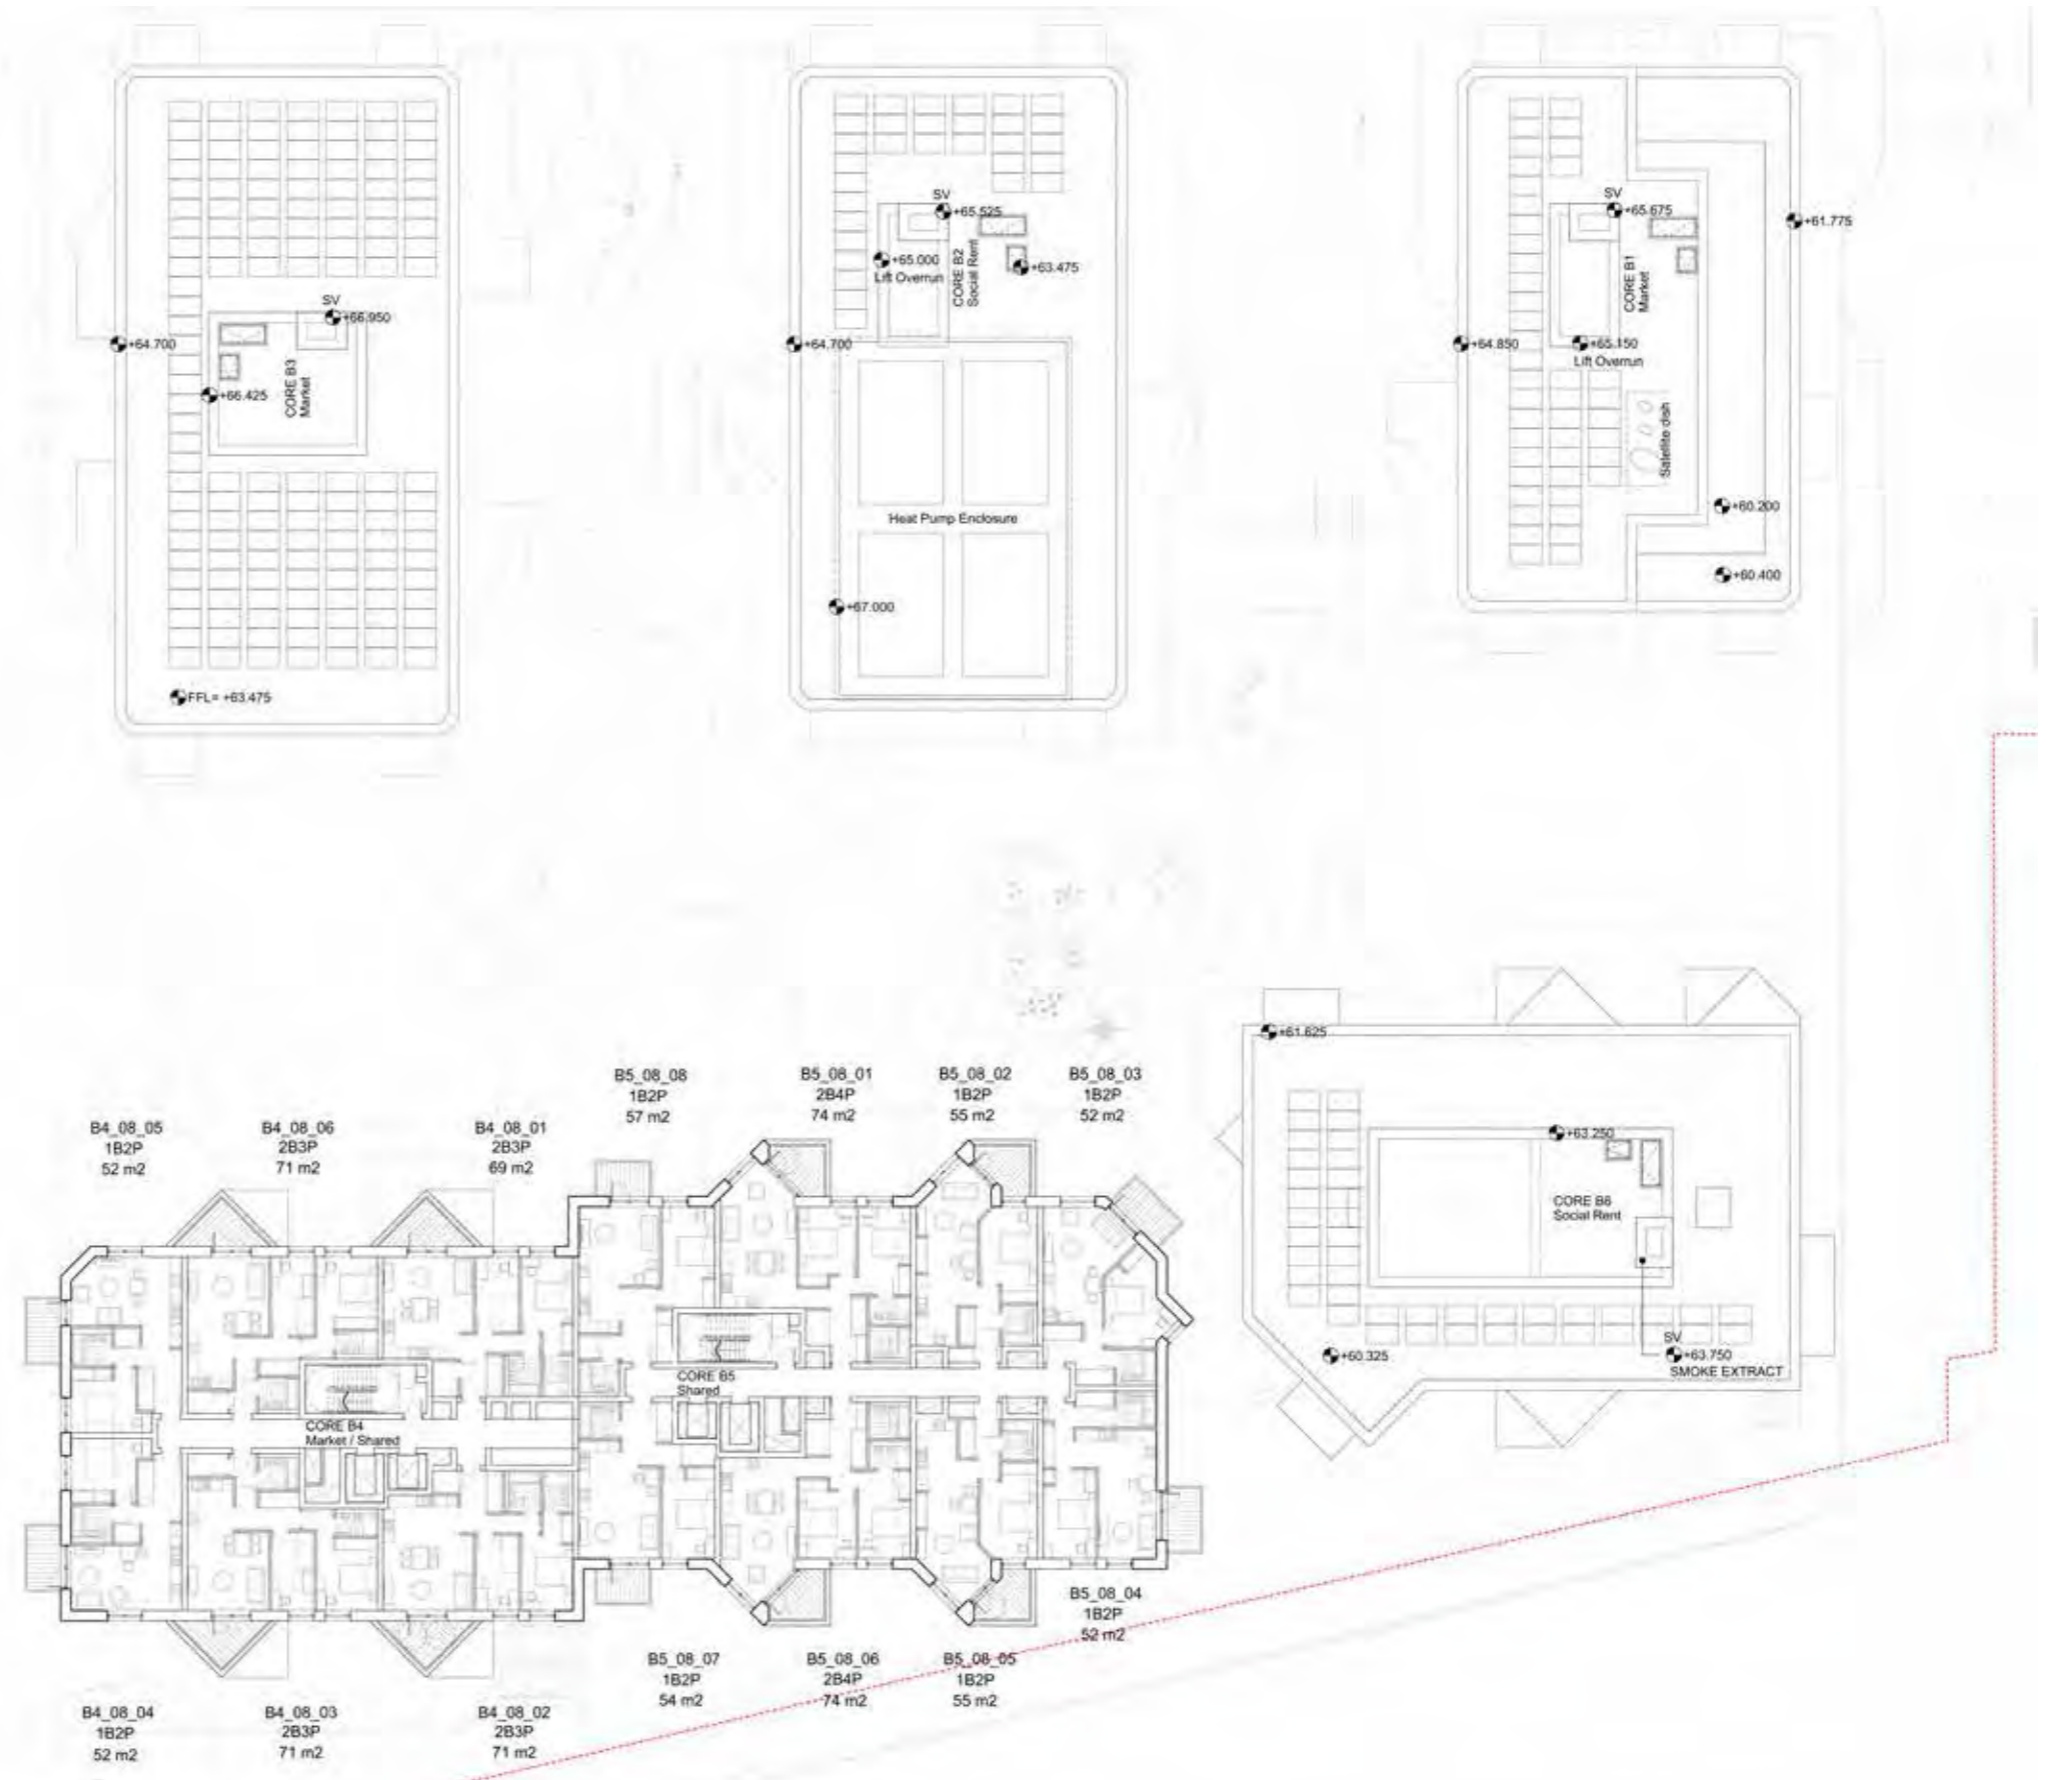 SV
+66.950
+64.700
+66.425
CORE B3
Market
FFL= +63.475
SV
+65.525
+65.000
Lift Overrun
CORE B2
Social Rent
+63.475
+64.700
Heat Pump Enclosure
+67.000
SV
+65.675
+61.775
CORE B1
Market
+64.850
+65.150
Lift Overrun
Satellite dish
+60.200
+60.400
+61.625
+63.250
CORE B6
Social Rent
+60.325
SV
+63.750
SMOKE EXTRACT
B5_08_08
1B2P
57 m2
B5_08_01
2B4P
74 m2
B5_08_02
1B2P
55 m2
B5_08_03
1B2P
52 m2
B4_08_05
1B2P
52 m2
B4_08_06
2B3P
71 m2
B4_08_01
2B3P
69 m2
CORE B5
Shared
CORE B4
Market / Shared
B5_08_04
1B2P
52 m2
B5_08_07
1B2P
54 m2
B5_08_06
2B4P
74 m2
B5_08_05
1B2P
55 m2
B4_08_04
1B2P
52 m2
B4_08_03
2B3P
71 m2
B4_08_02
2B3P
71 m2